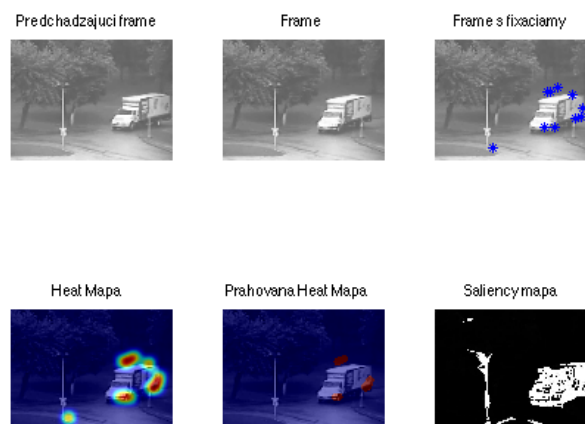 Predchadzajuci frame
Frame
Frame s fixaciamy
Heat Mapa
Prahovana Heat Mapa
Saliency mapa